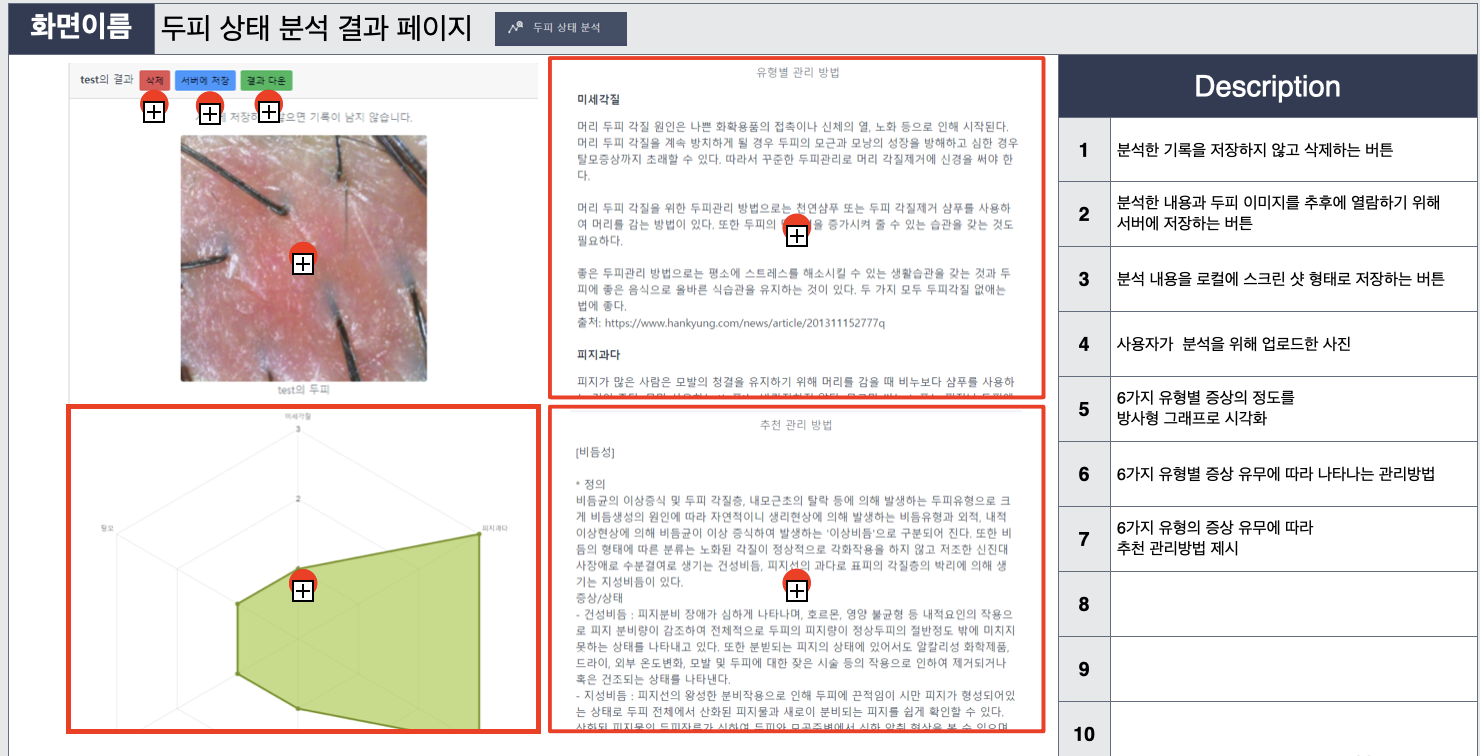 화면이름
두피 상태 분석 결과 페이지
두피 상태 분석
test의 결과
삭제
서버에 저장
결과 다운
저장하 않으면 기록이 남지 않습니다.
test의 두피
미세각질
3
2
탈모
피지과다
유형별 관리 방법
미세각질
머리 두피 각질 원인은 나쁜 화확용품의 접촉이나 신체의 열, 노화 등으로 인해 시작된다.
머리 두피 각질을 계속 방치하게 될 경우 두피의 모근과 모낭의 성장을 방해하고 심한 경우
탈모증상까지 초래할 수 있다. 따라서 꾸준한 두피관리로 머리 각질제거에 신경을 써야 한
다.
머리 두피 각질을 위한 두피관리 방법으로는 천연샴푸 또는 두피 각질제거 샴푸를 사용하
여 머리를 감는 방법이 있다. 또한 두피의 을 증가시켜 줄 수 있는 습관을 갖는 것도
필요하다.
좋은 두피관리 방법으로는 평소에 스트레스를 해소시킬 수 있는 생활습관을 갖는 것과 두
피에 좋은 음식으로 올바른 식습관을 유지하는 것이 있다. 두 가지 모두 두피각질 없애는
법에 좋다.
출처: https://www.hankyung.com/news/article/201311152777q
피지과다
피지가 많은 사람은 모발의 청결을 유지하기 위해 머리를 감을 때 비누보다 샴푸를 사용하
추천 관리 방법
[비듬성]
* 정의
비듬균의 이상증식 및 두피 각질층, 내모근초의 탈락 등에 의해 발생하는 두피유형으로 크
게 비듬생성의 원인에 따라 자연적이니 생리현상에 의해 발생하는 비듬유형과 외적, 내적
이상현상에 의해 비듬균이 이상 증식하여 발생하는 '이상비듬'으로 구분되어 진다. 또한 비
듬의 형태에 따른 분류는 노화된 각질이 정상적으로 각화작용을 하지 않고 저조한 신진대
사장애로 수분결여로 생기는 건성비듬, 피지선의 과다로 표피의 각질층의 박리에 의해 생
기는 지성비듬이 있다.
증상/상태
- 건성비듬 : 피지분비 장애가 심하게 나타나며, 호르몬, 영양 불균형 등 내적요인의 작용으
로 피지 분비량이 감조하여 전체적으로 두피의 피지량이 정상두피의 절반정도 밖에 미치지
못하는 상태를 나타내고 있다. 또한 분빋되는 피지의 상태에 있어서도 알칼리성 화학제품,
드라이, 외부 온도변화, 모발 및 두피에 대한 잦은 시술 등의 작용으로 인하여 제거되거나
혹은 건조되는 상태를 나타낸다.
- 지성비듬 : 피지선의 왕성한 분비작용으로 인해 두피에 끈적임이 시만 피지가 형성되어있
는 상태로 두피 전체에서 산화된 피지물과 새로이 분비되는 피지를 쉽게 확인할 수 있다.
Description
1 분석한 기록을 저장하지 않고 삭제하는 버튼
2 분석한 내용과 두피 이미지를 추후에 열람하기 위해
서버에 저장하는 버튼
3 분석 내용을 로컬에 스크린 샷 형태로 저장하는 버튼
4 사용자가 분석을 위해 업로드한 사진
5 6가지 유형별 증상의 정도를
방사형 그래프로 시각화
6 6가지 유형별 증상 유무에 따라 나타나는 관리방법
7 6가지 유형의 증상 유무에 따라
추천 관리방법 제시
8
9
10